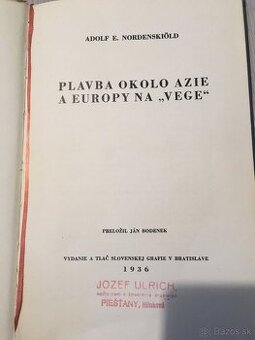 ADOLF E. NORDENSKIÖLD
PLAVBA OKOLO AZIE
A EUROPY NA „VEGE“
PRELOŽIL JÁN BODENEK
VYDANIE A TLAČ SLOVENSKEJ GRAFIE V BRATISLAVE
1936
JOZEF ULRICH
PIEŠŤANY,
bazos.sk